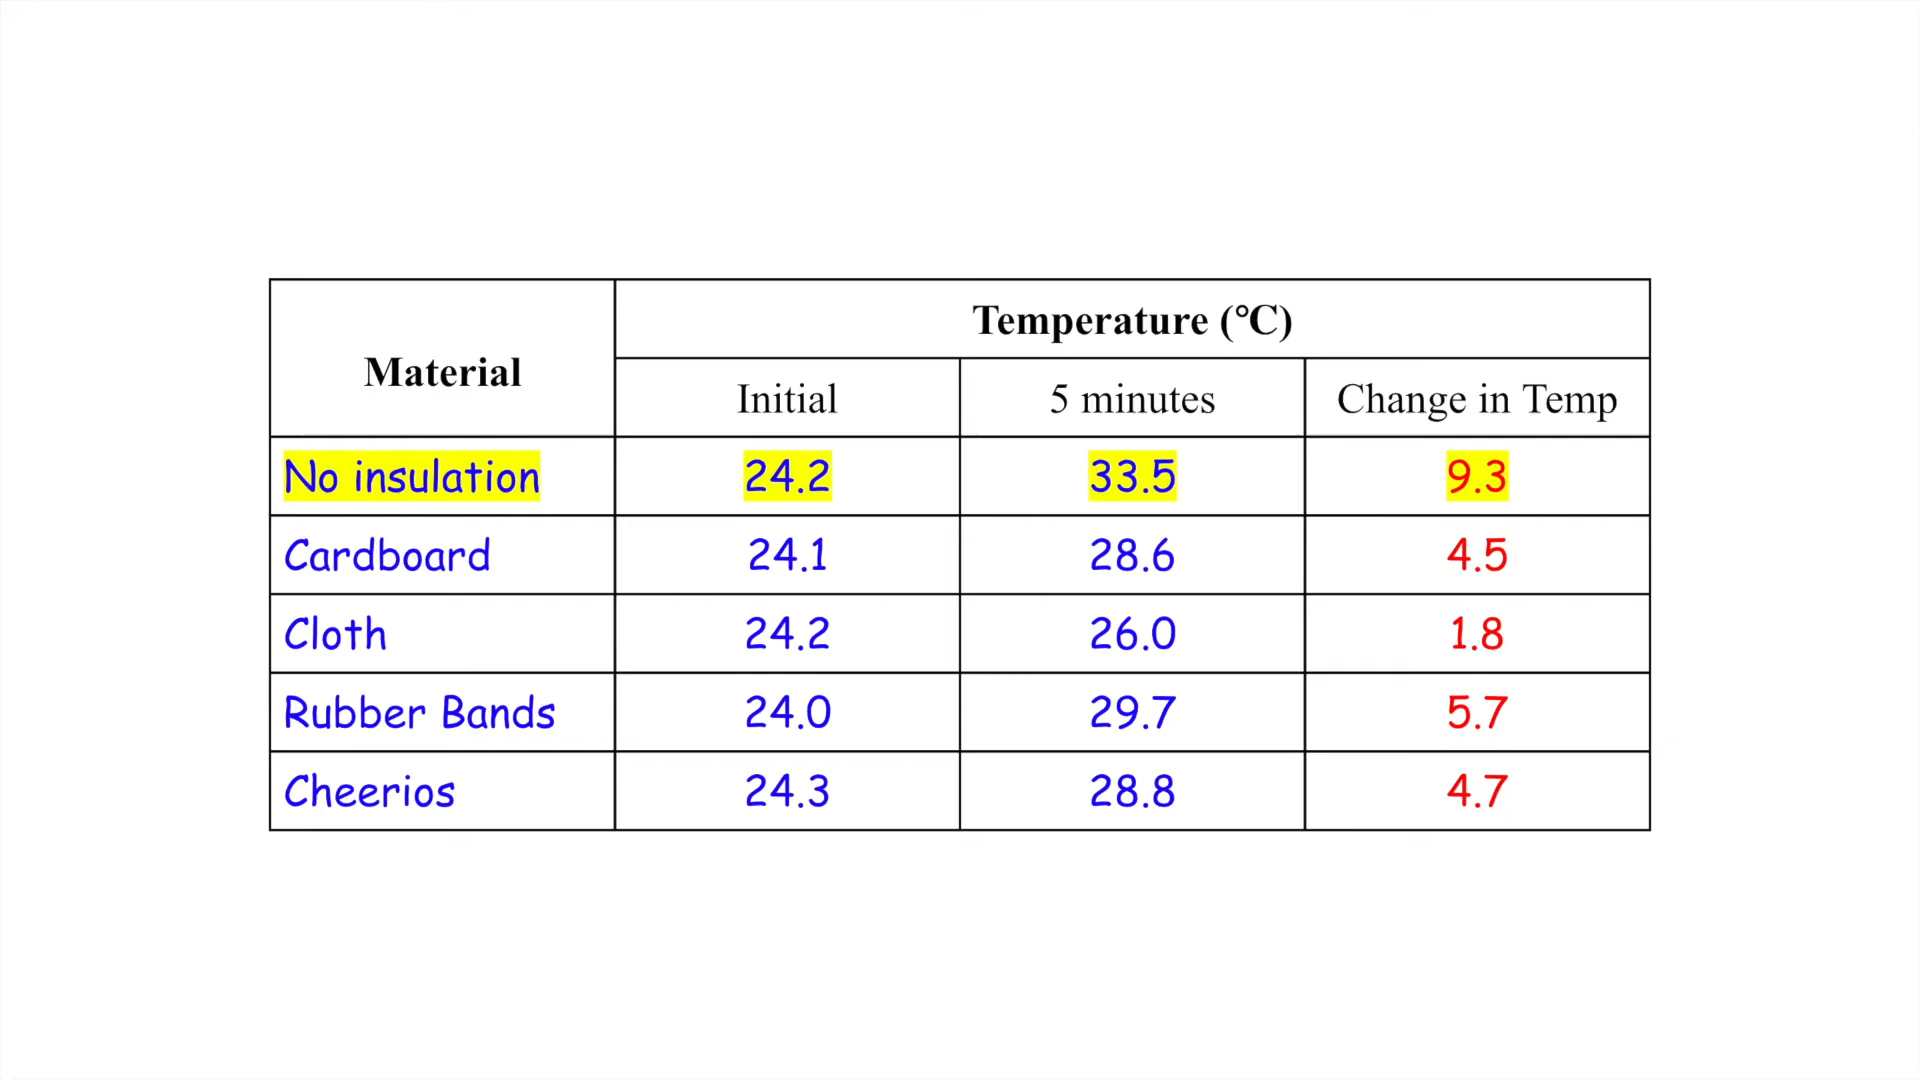 Material
Temperature (°C)
Initial 5 minutes Change in Temp
No insulation 24.2 33.5 9.3
Cardboard 24.1 28.6 4.5
Cloth 24.2 26.0 1.8
Rubber Bands 24.0 29.7 5.7
Cheerios 24.3 28.8 4.7